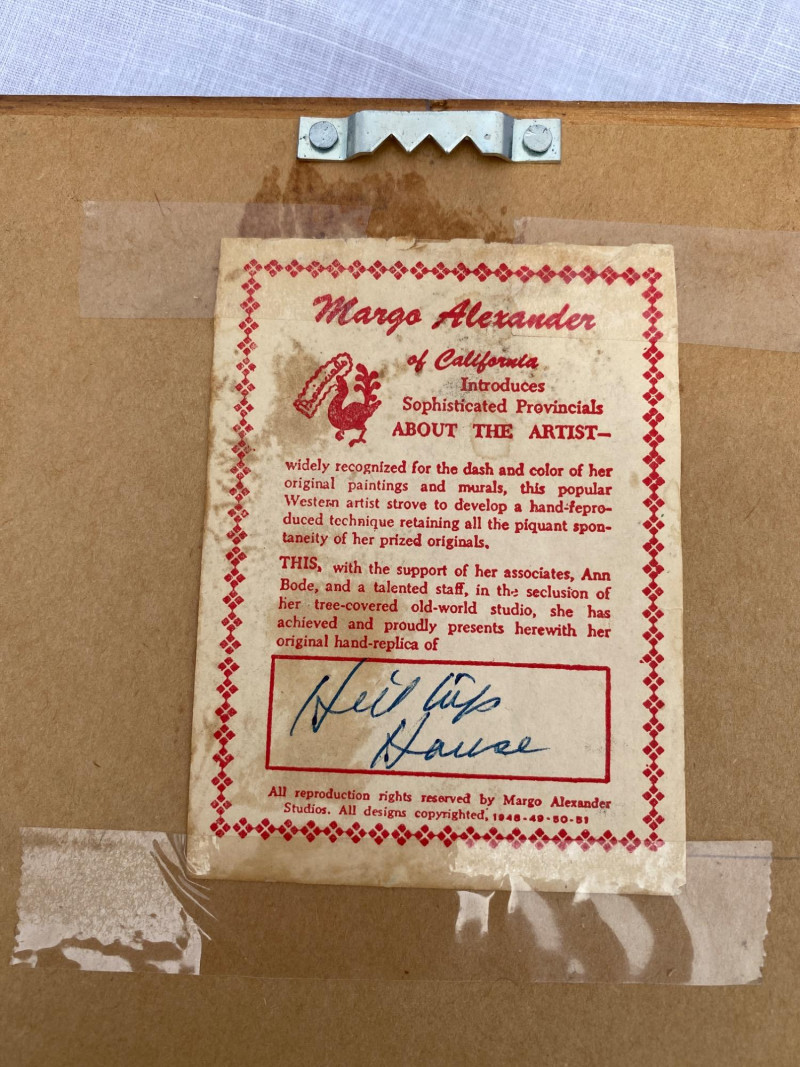 Margo Alexander
of California
Introduces
Sophisticated Provincials
ABOUT THE ARTIST—
widely recognized for the dash and color of her
original paintings and murals, this popular
Western artist strove to develop a hand-repro-
duced technique retaining all the piquant spon-
taneity of her prized originals.
THIS, with the support of her associates, Ann
Bode, and a talented staff, in the seclusion of
her tree-covered old-world studio, she has
achieved and proudly presents herewith her
original hand-replica of
Hill top
House
All reproduction rights reserved by Margo Alexander
Studios. All designs copyrighted, 1948-49-50-51